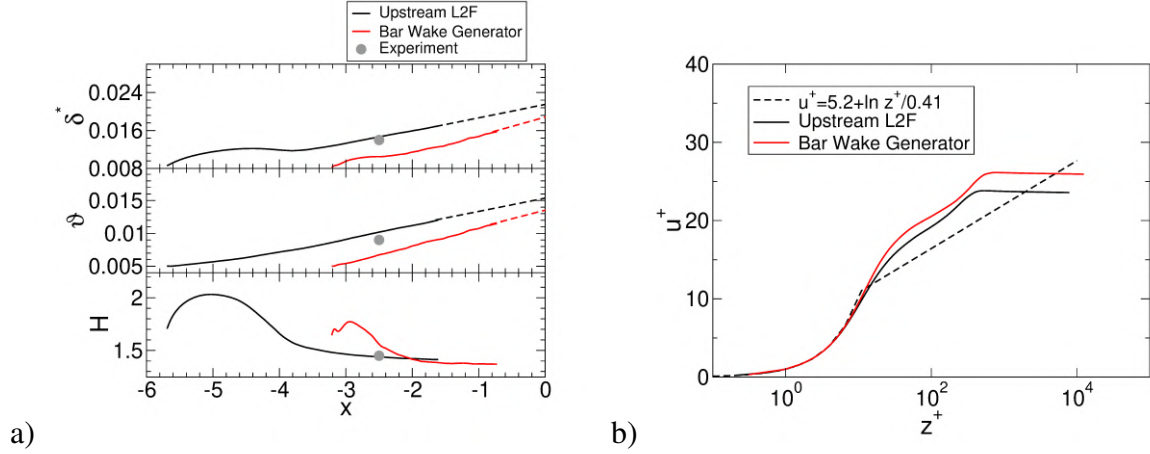 Upstream L2F
Bar Wake Generator
Experiment
0.024
0.016
0.008
δ*
0.015
0.01
0.005
ϑ
2
1.5
H
-6 -5 -4 -3 -2 -1 0
x
a)
40
30
20
10
0
u+
u+=5.2+ln z+/0.41
Upstream L2F
Bar Wake Generator
10^0 10^2 10^4
z+
b)